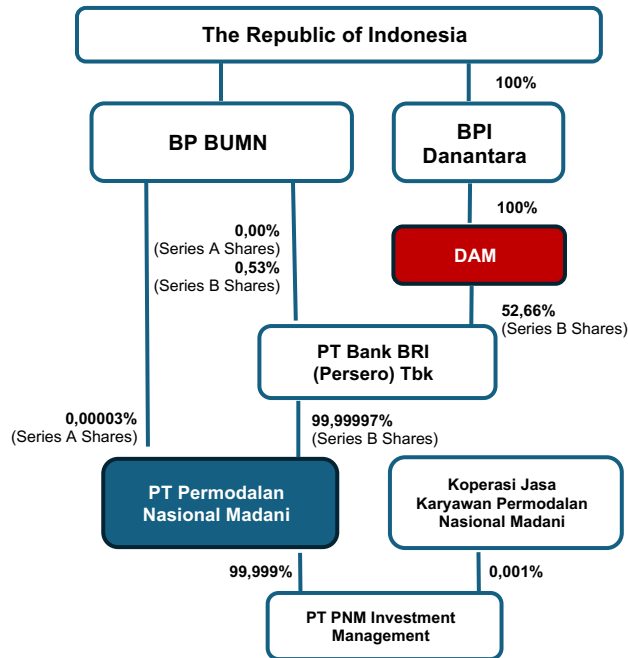 The Republic of Indonesia
100%
BP BUMN
BPI
Danantara
100%
0,00%
(Series A Shares)
0,53%
(Series B Shares)
DAM
52,66%
(Series B Shares)
PT Bank BRI
(Persero) Tbk
0,00003%
(Series A Shares)
99,99997%
(Series B Shares)
PT Permodalan
Nasional Madani
Koperasi Jasa
Karyawan Permodalan
Nasional Madani
99,999%
0,001%
PT PNM Investment
Management